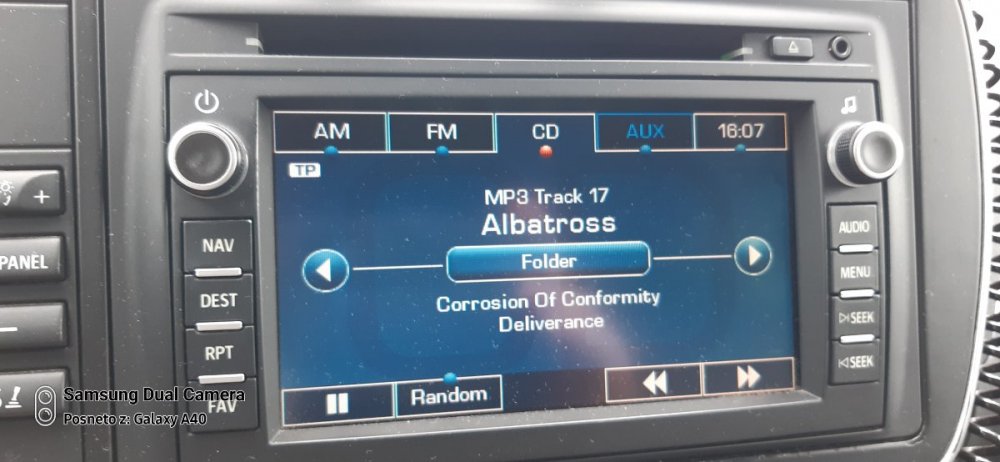 AM FM CD AUX 16:07
TP
MP3 Track 17
Albatross
Folder
Corrosion Of Conformity
Deliverance
Random
NAV
DEST
RPT
FAV
AUDIO
MENU
SEEK
SEEK
+
PANEL
Samsung Dual Camera
Posneto z: Galaxy A40